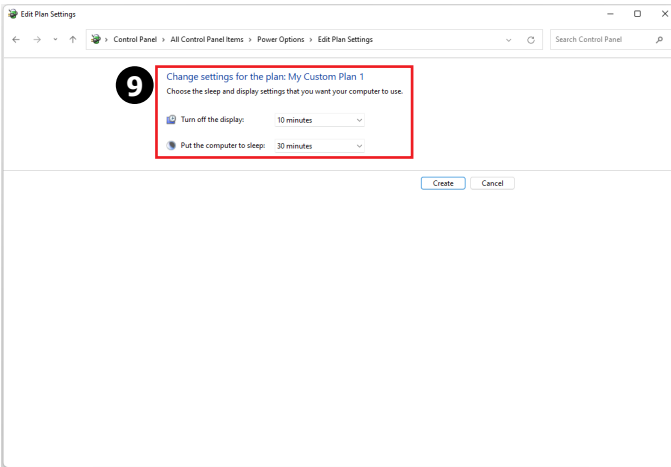 Edit Plan Settings
Control Panel > All Control Panel Items > Power Options > Edit Plan Settings
Search Control Panel
9
Change settings for the plan: My Custom Plan 1
Choose the sleep and display settings that you want your computer to use.
Turn off the display: 10 minutes
Put the computer to sleep: 30 minutes
Create Cancel